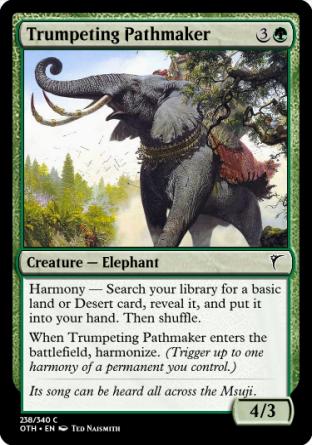 Trumpeting Pathmaker 3
Creature — Elephant
Harmony — Search your library for a basic
land or Desert card, reveal it, and put it
into your hand. Then shuffle.
When Trumpeting Pathmaker enters the
battlefield, harmonize. (Trigger up to one
harmony of a permanent you control.)
Its song can be heard all across the Msuji.
4/3
238/340 C
OTH • EN Ted Naismith